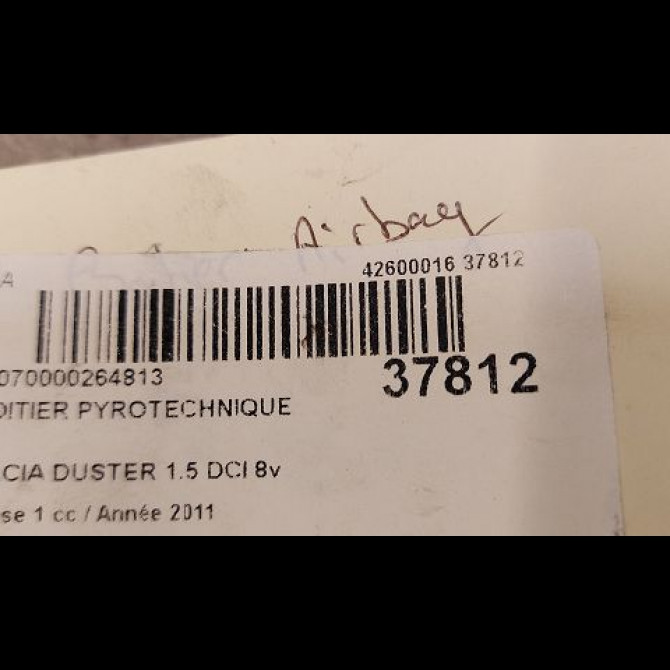 Airbag
A
42600016 37812
070000264813
37812
OITIER PYROTECHNIQUE
CIA DUSTER 1.5 DCI 8v
se 1 cc / Année 2011